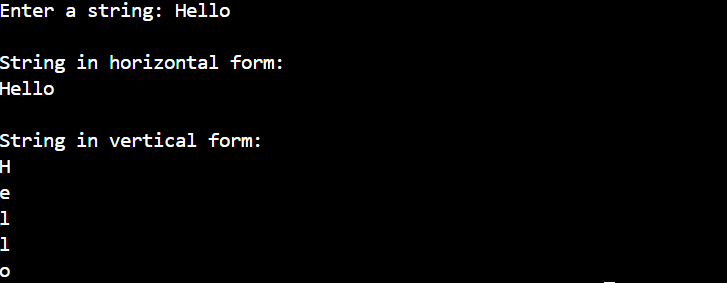 Enter a string: Hello
String in horizontal form:
Hello
String in vertical form:
H
e
l
l
o